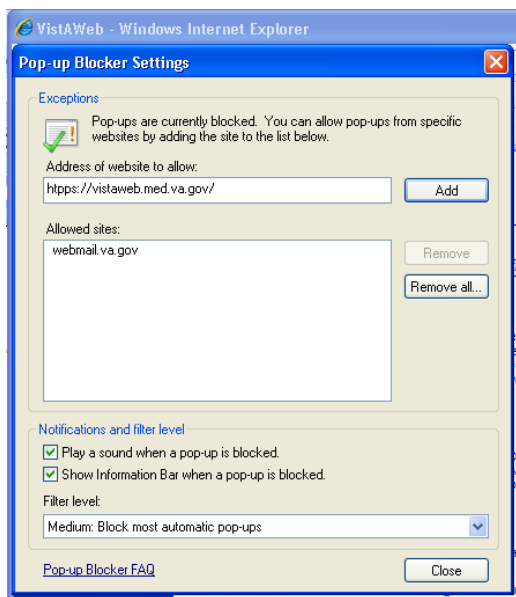 VistAWeb - Windows Internet Explorer
Pop-up Blocker Settings
Exceptions
Pop-ups are currently blocked. You can allow pop-ups from specific
websites by adding the site to the list below.
Address of website to allow:
htpps://vistaweb.med.va.gov/
Add
Allowed sites:
webmail.va.gov
Remove
Remove all...
Notifications and filter level
Play a sound when a pop-up is blocked.
Show Information Bar when a pop-up is blocked.
Filter level:
Medium: Block most automatic pop-ups
Pop-up Blocker FAQ
Close